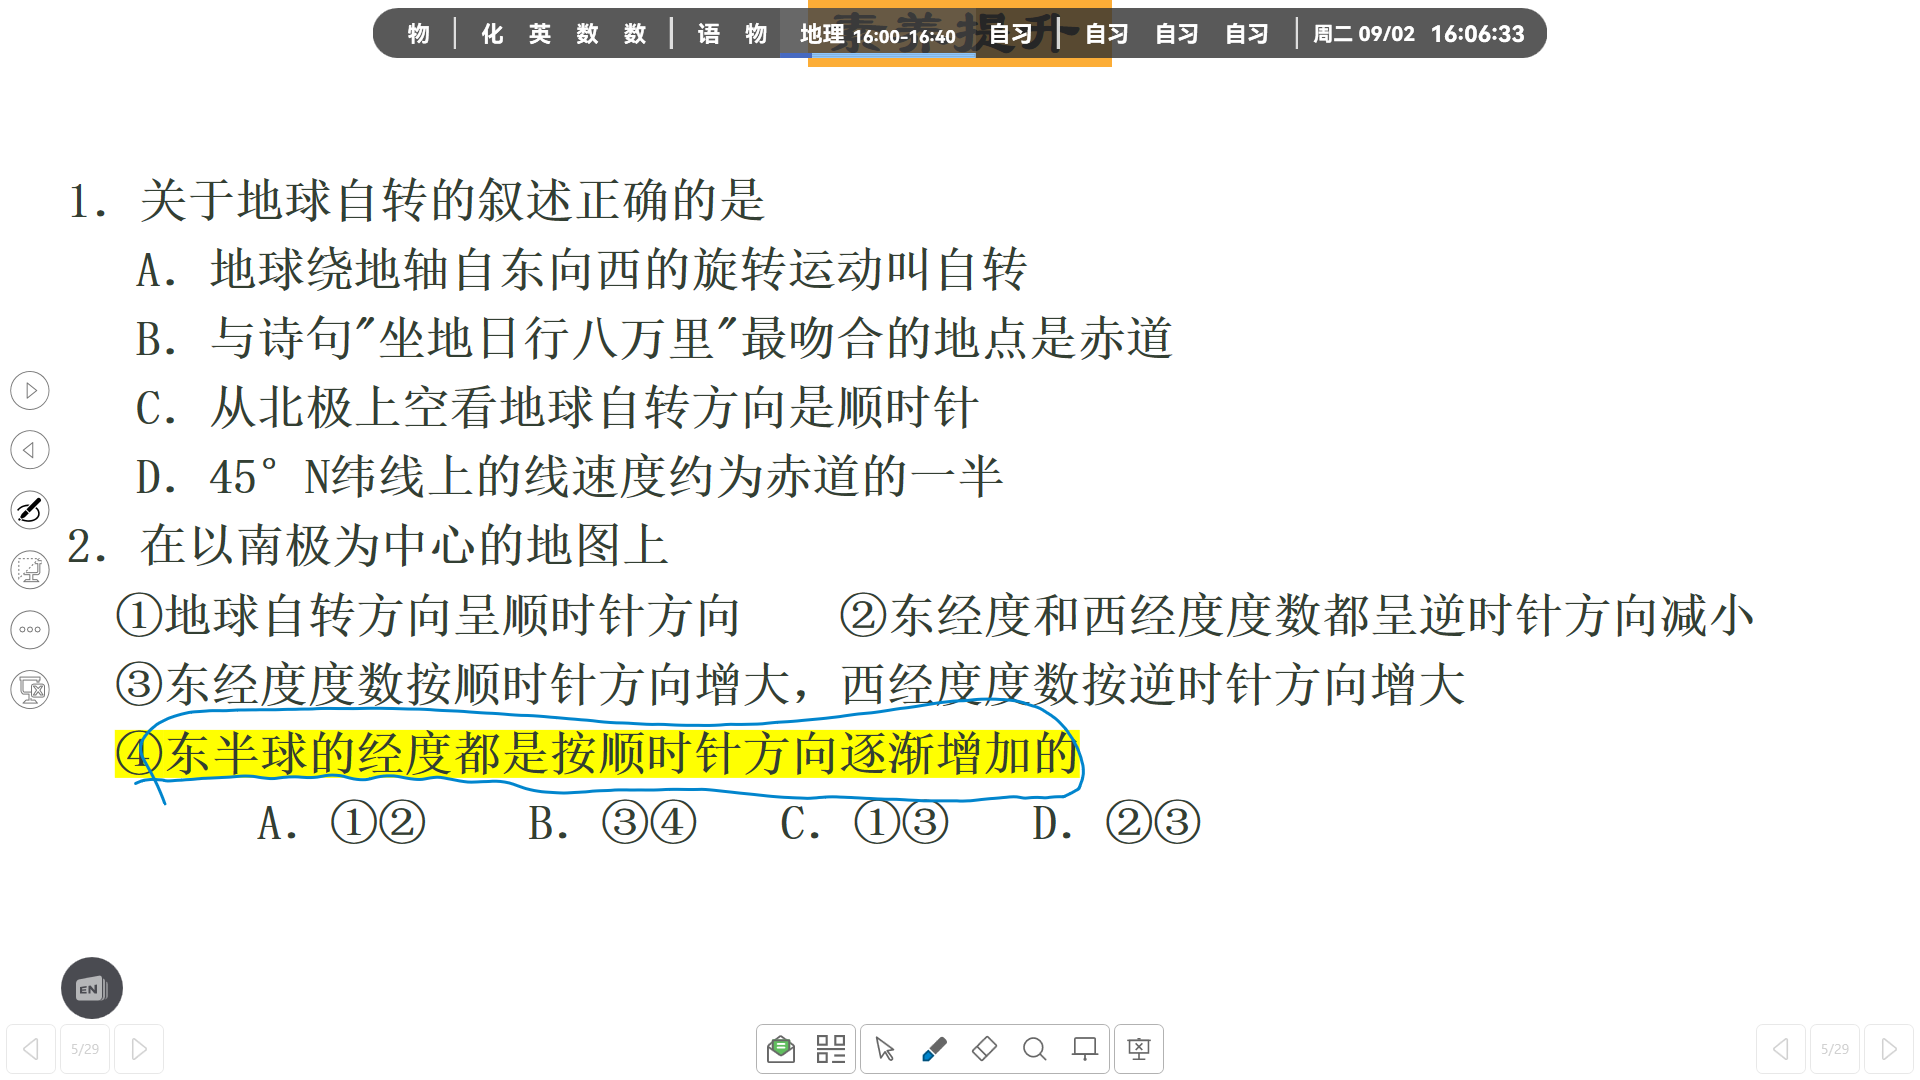 素养提升
物 | 化 英 数 数 | 语 物 地理 16:00-16:40 自习 | 自习 自习 自习 | 周二 09/02 16:06:33
1. 关于地球自转的叙述正确的是
A. 地球绕地轴自东向西的旋转运动叫自转
B. 与诗句"坐地日行八万里"最吻合的地点是赤道
C. 从北极上空看地球自转方向是顺时针
D. 45° N纬线上的线速度约为赤道的一半
2. 在以南极为中心的地图上
①地球自转方向呈顺时针方向 ②东经度和西经度度数都呈逆时针方向减小
③东经度度数按顺时针方向增大，西经度度数按逆时针方向增大
④东半球的经度都是按顺时针方向逐渐增加的
A. ①② B. ③④ C. ①③ D. ②③
EN
5/29
5/29